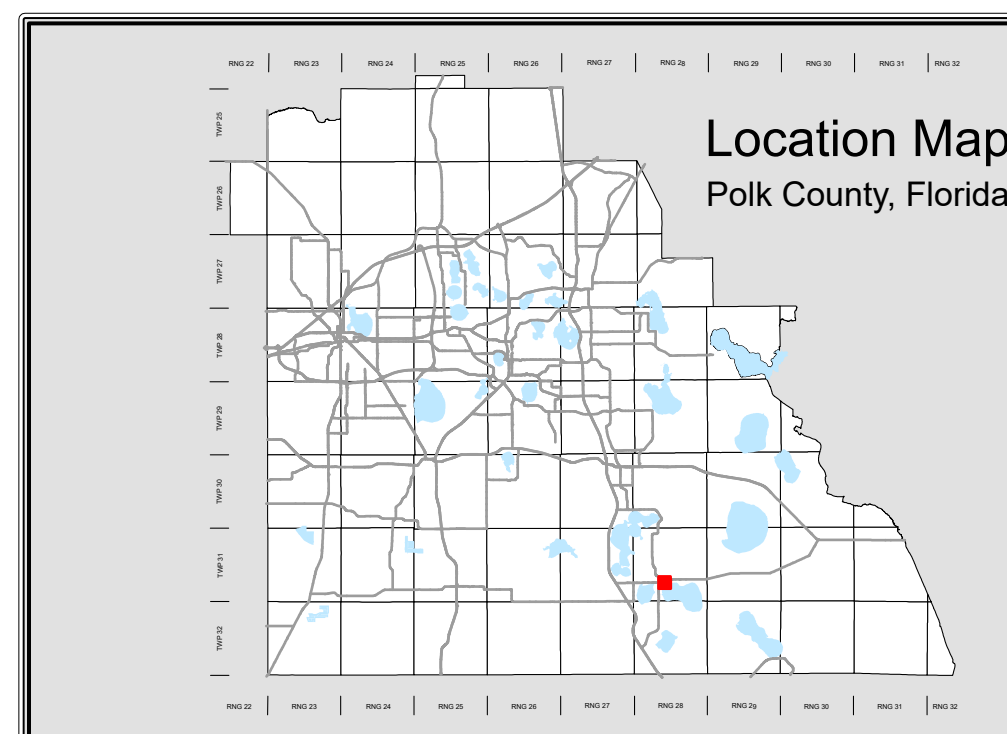 RNG 22 RNG 23 RNG 24 RNG 25 RNG 26 RNG 27 RNG 28 RNG 29 RNG 30 RNG 31 RNG 32
Location Map
Polk County, Florida
TWP 25
TWP 26
TWP 27
TWP 28
TWP 29
TWP 30
TWP 31
TWP 32
RNG 22 RNG 23 RNG 24 RNG 25 RNG 26 RNG 27 RNG 28 RNG 29 RNG 30 RNG 31 RNG 32